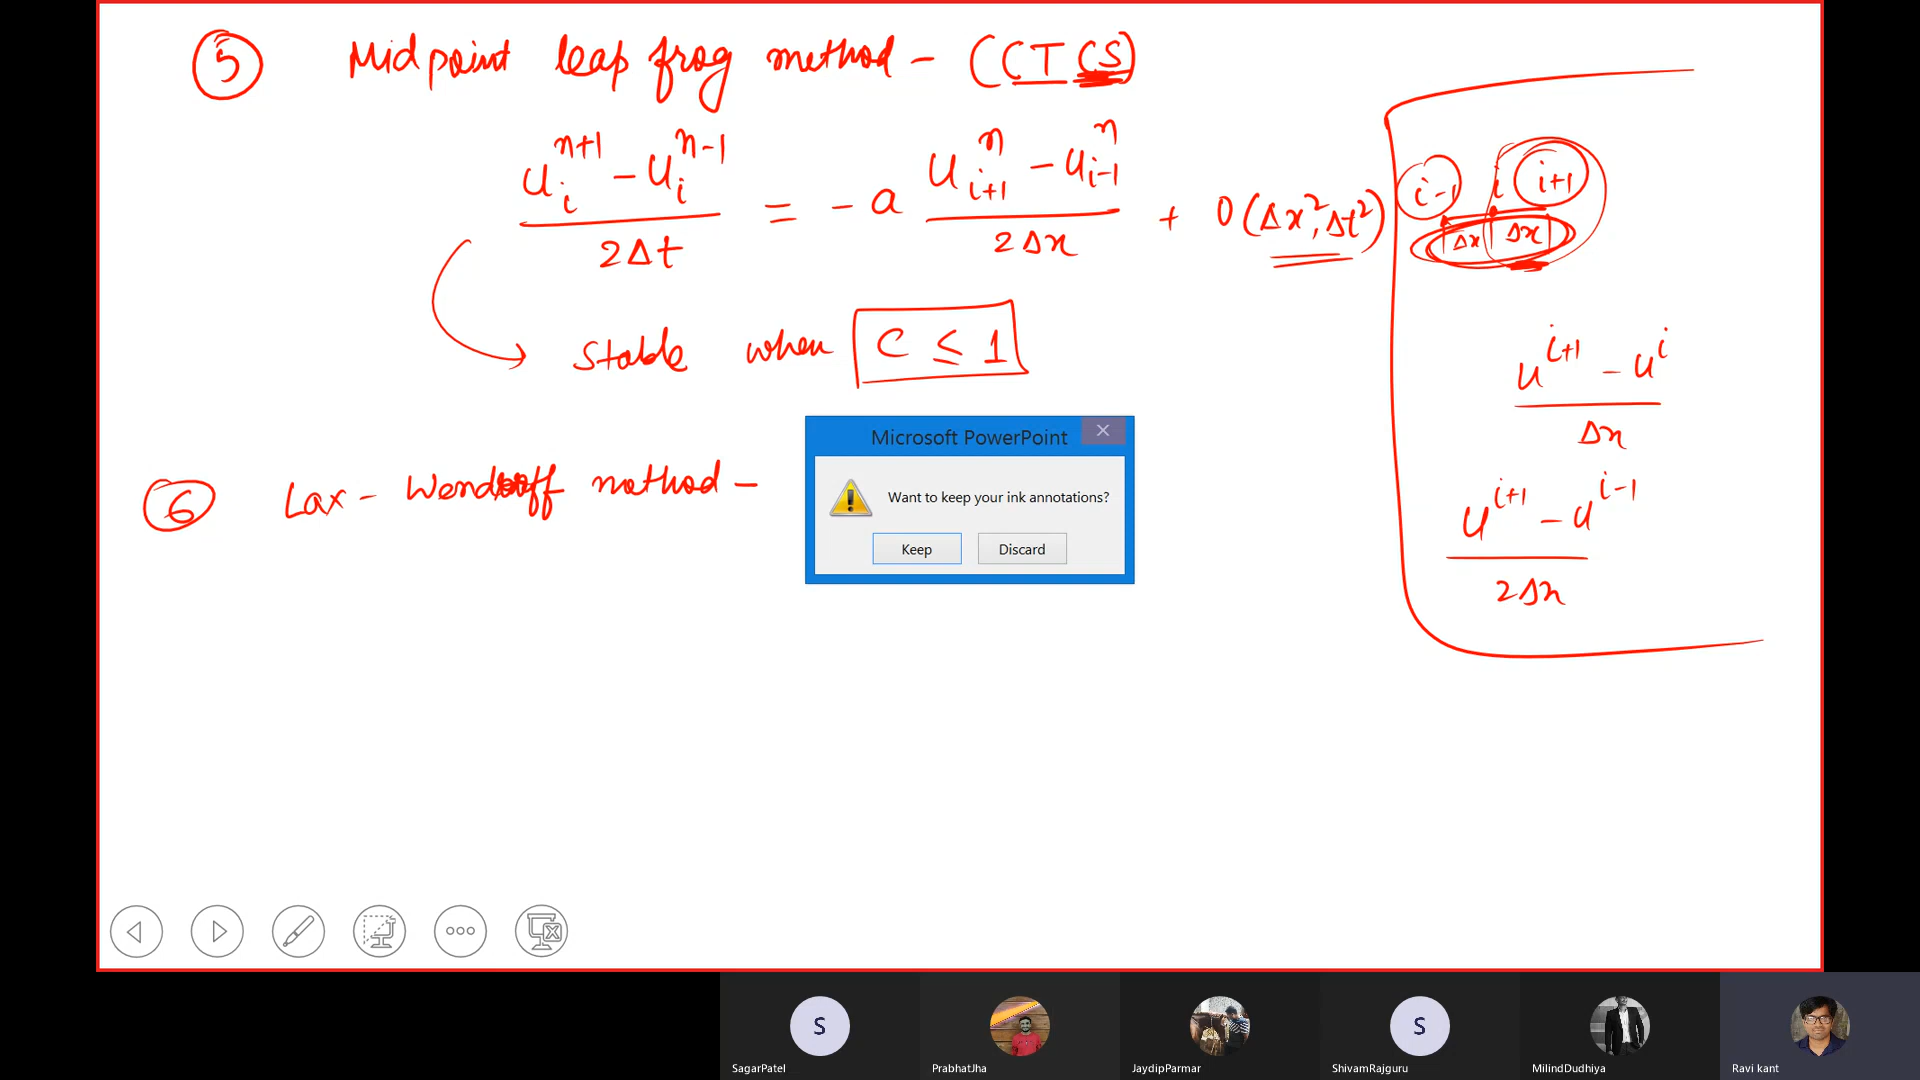 5 Midpoint leap frog method - (CTCS)
u_i^{n+1} - u_i^{n-1} / 2Δt = -a u_{i+1}^n - u_{i-1}^n / 2Δx + O(Δx², Δt²)
Stable when C ≤ 1
i-1 i i+1
Δx Δx
u^{i+1} - u^i / Δx
u^{i+1} - u^{i-1} / 2Δx
6 Lax - Wendroff method -
Microsoft PowerPoint
Want to keep your ink annotations?
Keep Discard
S S
SagarPatel PrabhatJha JaydipParmar ShivamRajguru MilindDudhiya Ravi kant